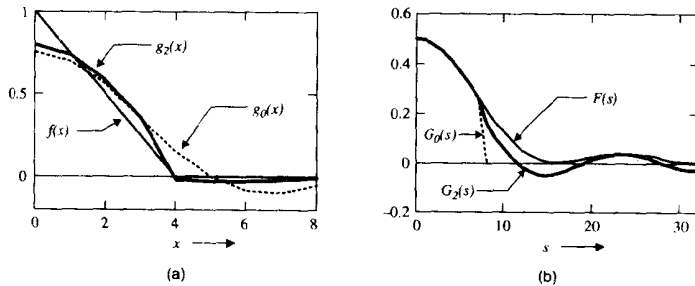 1
0.5
0
0 2 4 6 8
g₂(x)
g₀(x)
f(x)
x
(a)
0.6
0.4
0.2
0
-0.2
0 10 20 30
F(s)
G₀(s)
G₂(s)
s
(b)